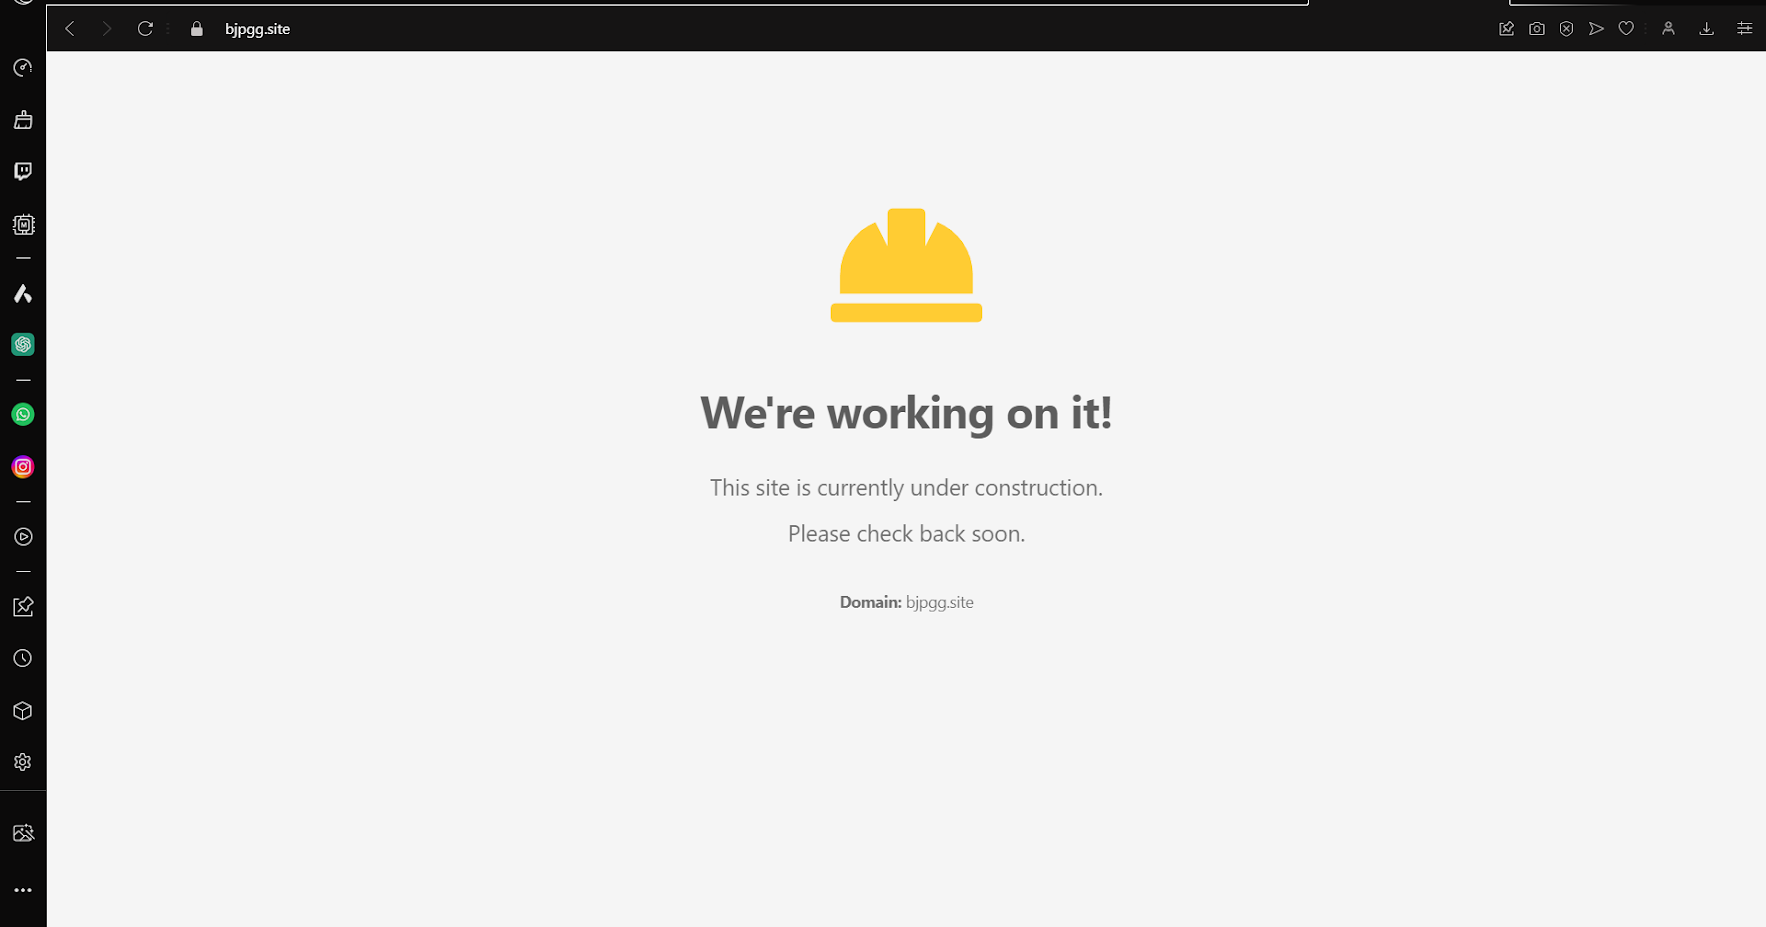 bjpgg.site
We're working on it!
This site is currently under construction.
Please check back soon.
Domain: bjpgg.site